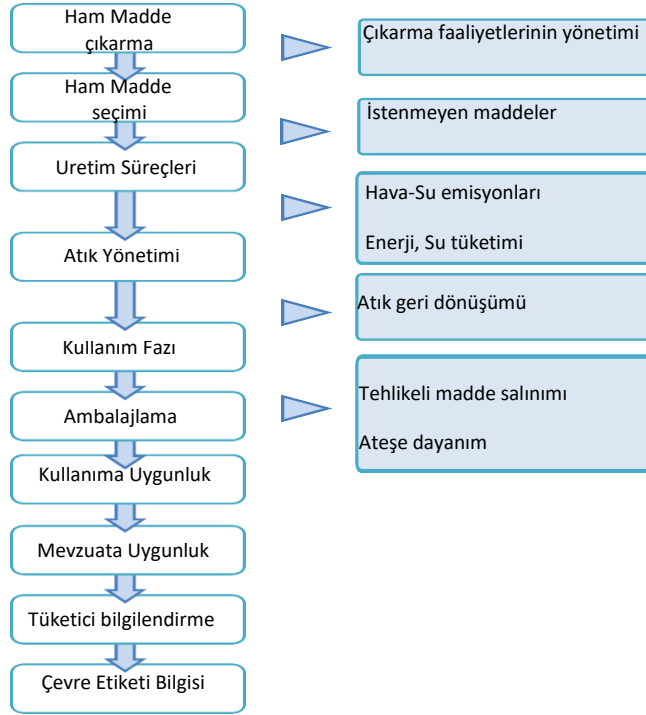 Ham Madde
çıkarma
Ham Madde
seçimi
Uretim Süreçleri
Atık Yönetimi
Kullanım Fazı
Ambalajlama
Kullanıma Uygunluk
Mevzuata Uygunluk
Tüketici bilgilendirme
Çevre Etiketi Bilgisi
Çıkarma faaliyetlerinin yönetimi
İstenmeyen maddeler
Hava-Su emisyonları
Enerji, Su tüketimi
Atık geri dönüşümü
Tehlikeli madde salınımı
Ateşe dayanım